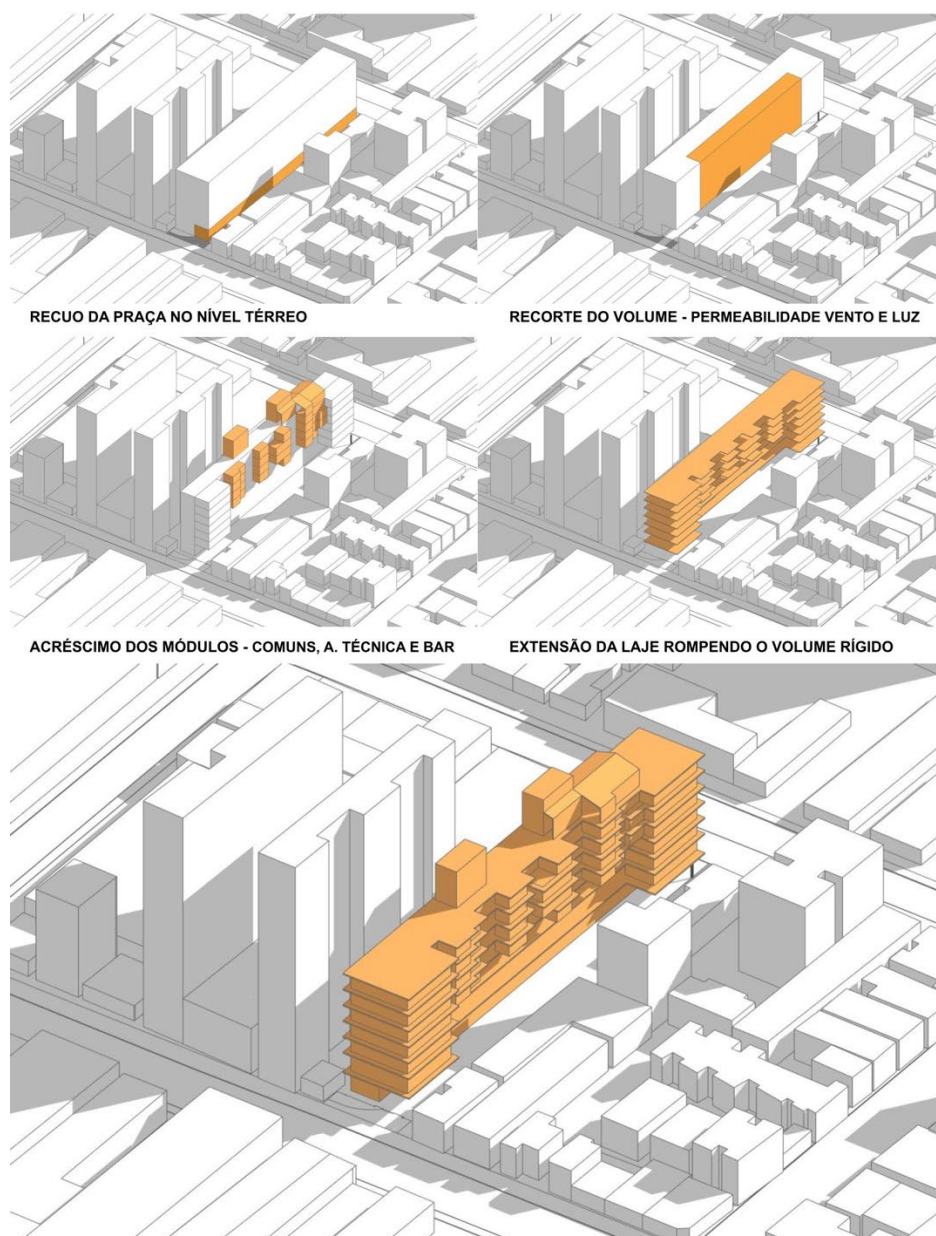 RECUO DA PRAÇA NO NÍVEL TÉRREO
RECORTE DO VOLUME - PERMEABILIDADE VENTO E LUZ
ACRÉSCIMO DOS MÓDULOS - COMUNS, A. TÉCNICA E BAR
EXTENSÃO DA LAJE ROMPENDO O VOLUME RÍGIDO